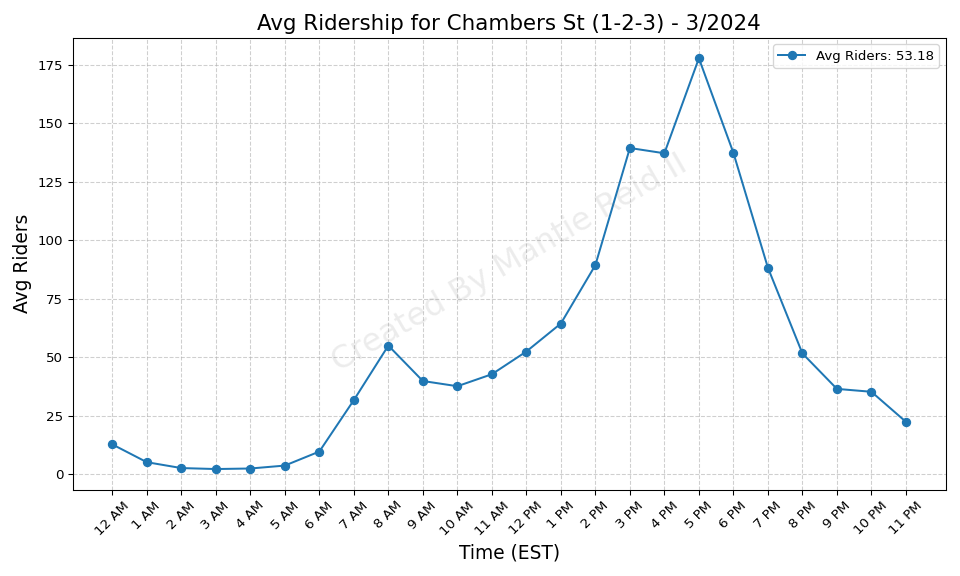 Avg Ridership for Chambers St (1-2-3) - 3/2024
Avg Riders: 53.18
175
150
125
100
75
50
25
0
Avg Riders
Created By Mantle Reid II
12 AM
1 AM
2 AM
3 AM
4 AM
5 AM
6 AM
7 AM
8 AM
9 AM
10 AM
11 AM
12 PM
1 PM
2 PM
3 PM
4 PM
5 PM
6 PM
7 PM
8 PM
9 PM
10 PM
11 PM
Time (EST)